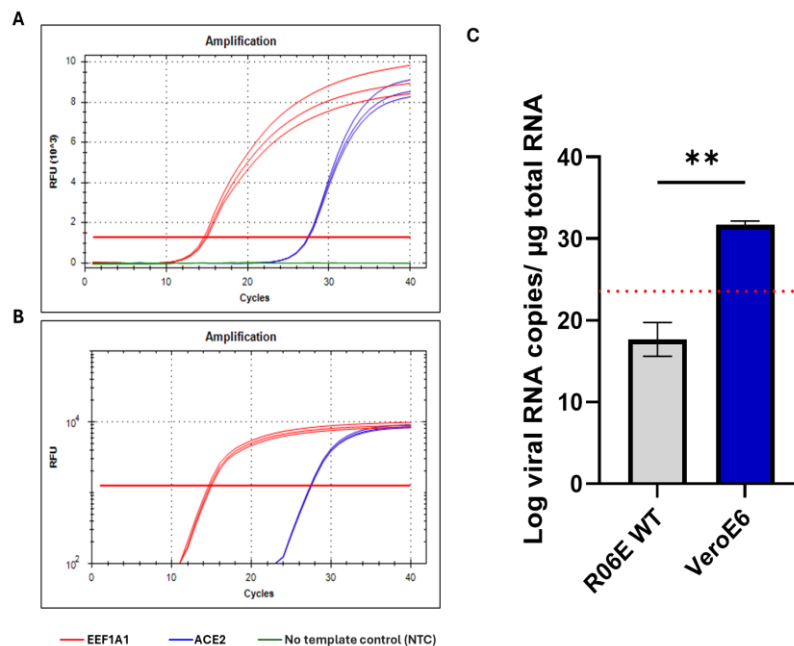 A
Amplification
RFU (10^3)
10
8
6
4
2
0
0
10
20
30
40
Cycles
B
Amplification
RFU
10^4
10^2
0
10
20
30
40
Cycles
EEF1A1
ACE2
No template control (NTC)
C
Log viral RNA copies/ µg total RNA
40
30
20
10
0
**
R06E WT
VeroE6